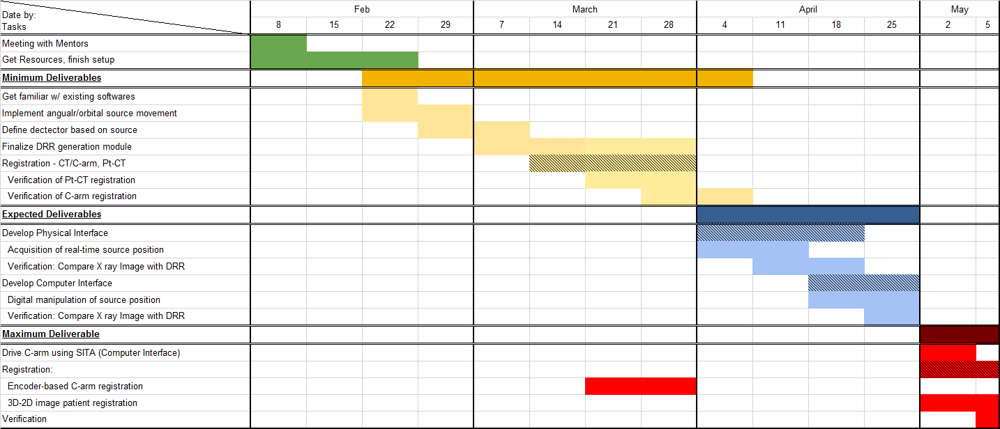 Feb March April May
Date by:
Tasks
8 15 22 29 7 14 21 28 4 11 18 25 2 5
Meeting with Mentors
Get Resources, finish setup
Minimum Deliverables
Get familiar w/ existing softwares
Implement angualr/orbital source movement
Define dectector based on source
Finalize DRR generation module
Registration - CT/C-arm, Pt-CT
Verification of Pt-CT registration
Verification of C-arm registration
Expected Deliverables
Develop Physical Interface
Acquisition of real-time source position
Verification: Compare X ray Image with DRR
Develop Computer Interface
Digital manipulation of source position
Verification: Compare X ray Image with DRR
Maximum Deliverable
Drive C-arm using SITA (Computer Interface)
Registration:
Encoder-based C-arm registration
3D-2D image patient registration
Verification